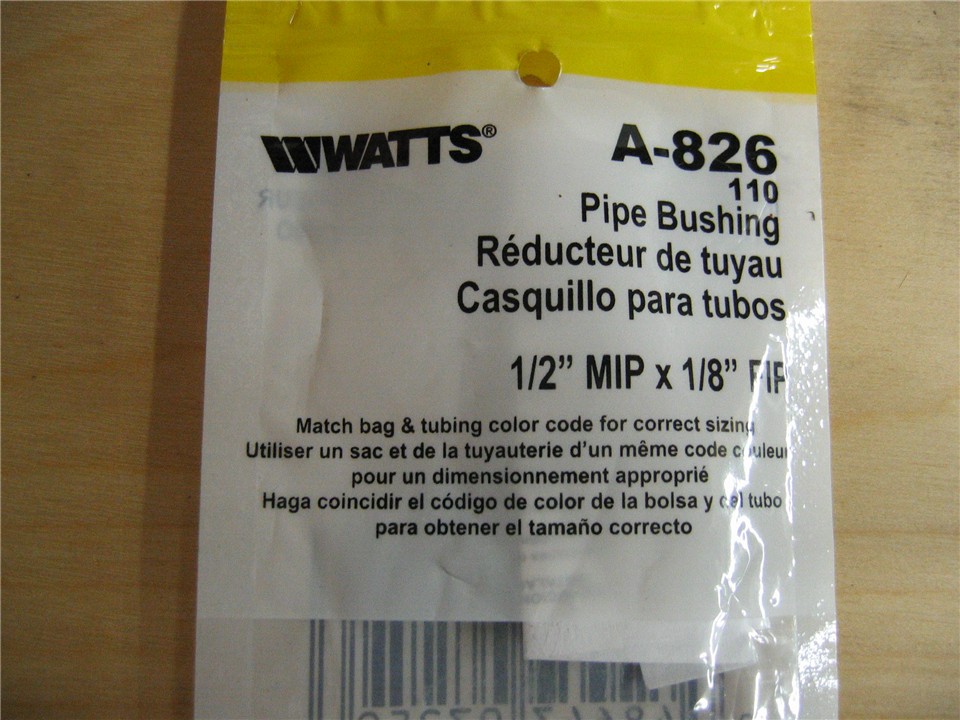 WATTS®
A-826
110
Pipe Bushing
Réducteur de tuyau
Casquillo para tubos
1/2” MIP x 1/8” FIP
Match bag & tubing color code for correct sizing
Utiliser un sac et de la tuyauterie d’un même code couleur
pour un dimensionnement approprié
Haga coincidir el código de color de la bolsa y del tubo
para obtener el tamaño correcto